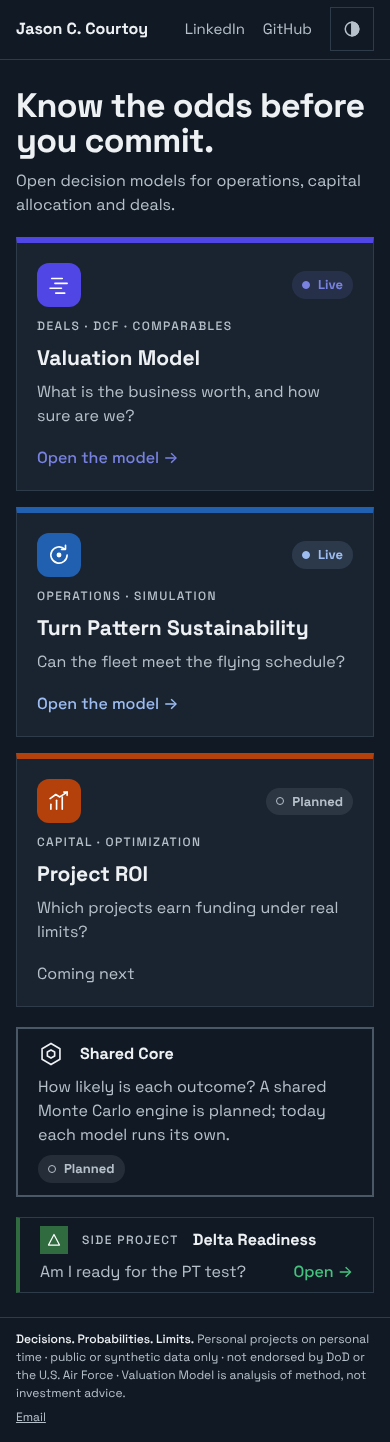 Jason C. Courtoy
LinkedIn
GitHub
Know the odds before
you commit.
Open decision models for operations, capital
allocation and deals.
Live
DEALS · DCF · COMPARABLES
Valuation Model
What is the business worth, and how
sure are we?
Open the model →
Live
OPERATIONS · SIMULATION
Turn Pattern Sustainability
Can the fleet meet the flying schedule?
Open the model →
Planned
CAPITAL · OPTIMIZATION
Project ROI
Which projects earn funding under real
limits?
Coming next
Shared Core
How likely is each outcome? A shared
Monte Carlo engine is planned; today
each model runs its own.
Planned
SIDE PROJECT Delta Readiness
Am I ready for the PT test? Open →
Decisions. Probabilities. Limits. Personal projects on personal
time · public or synthetic data only · not endorsed by DoD or
the U.S. Air Force · Valuation Model is analysis of method, not
investment advice.
Email